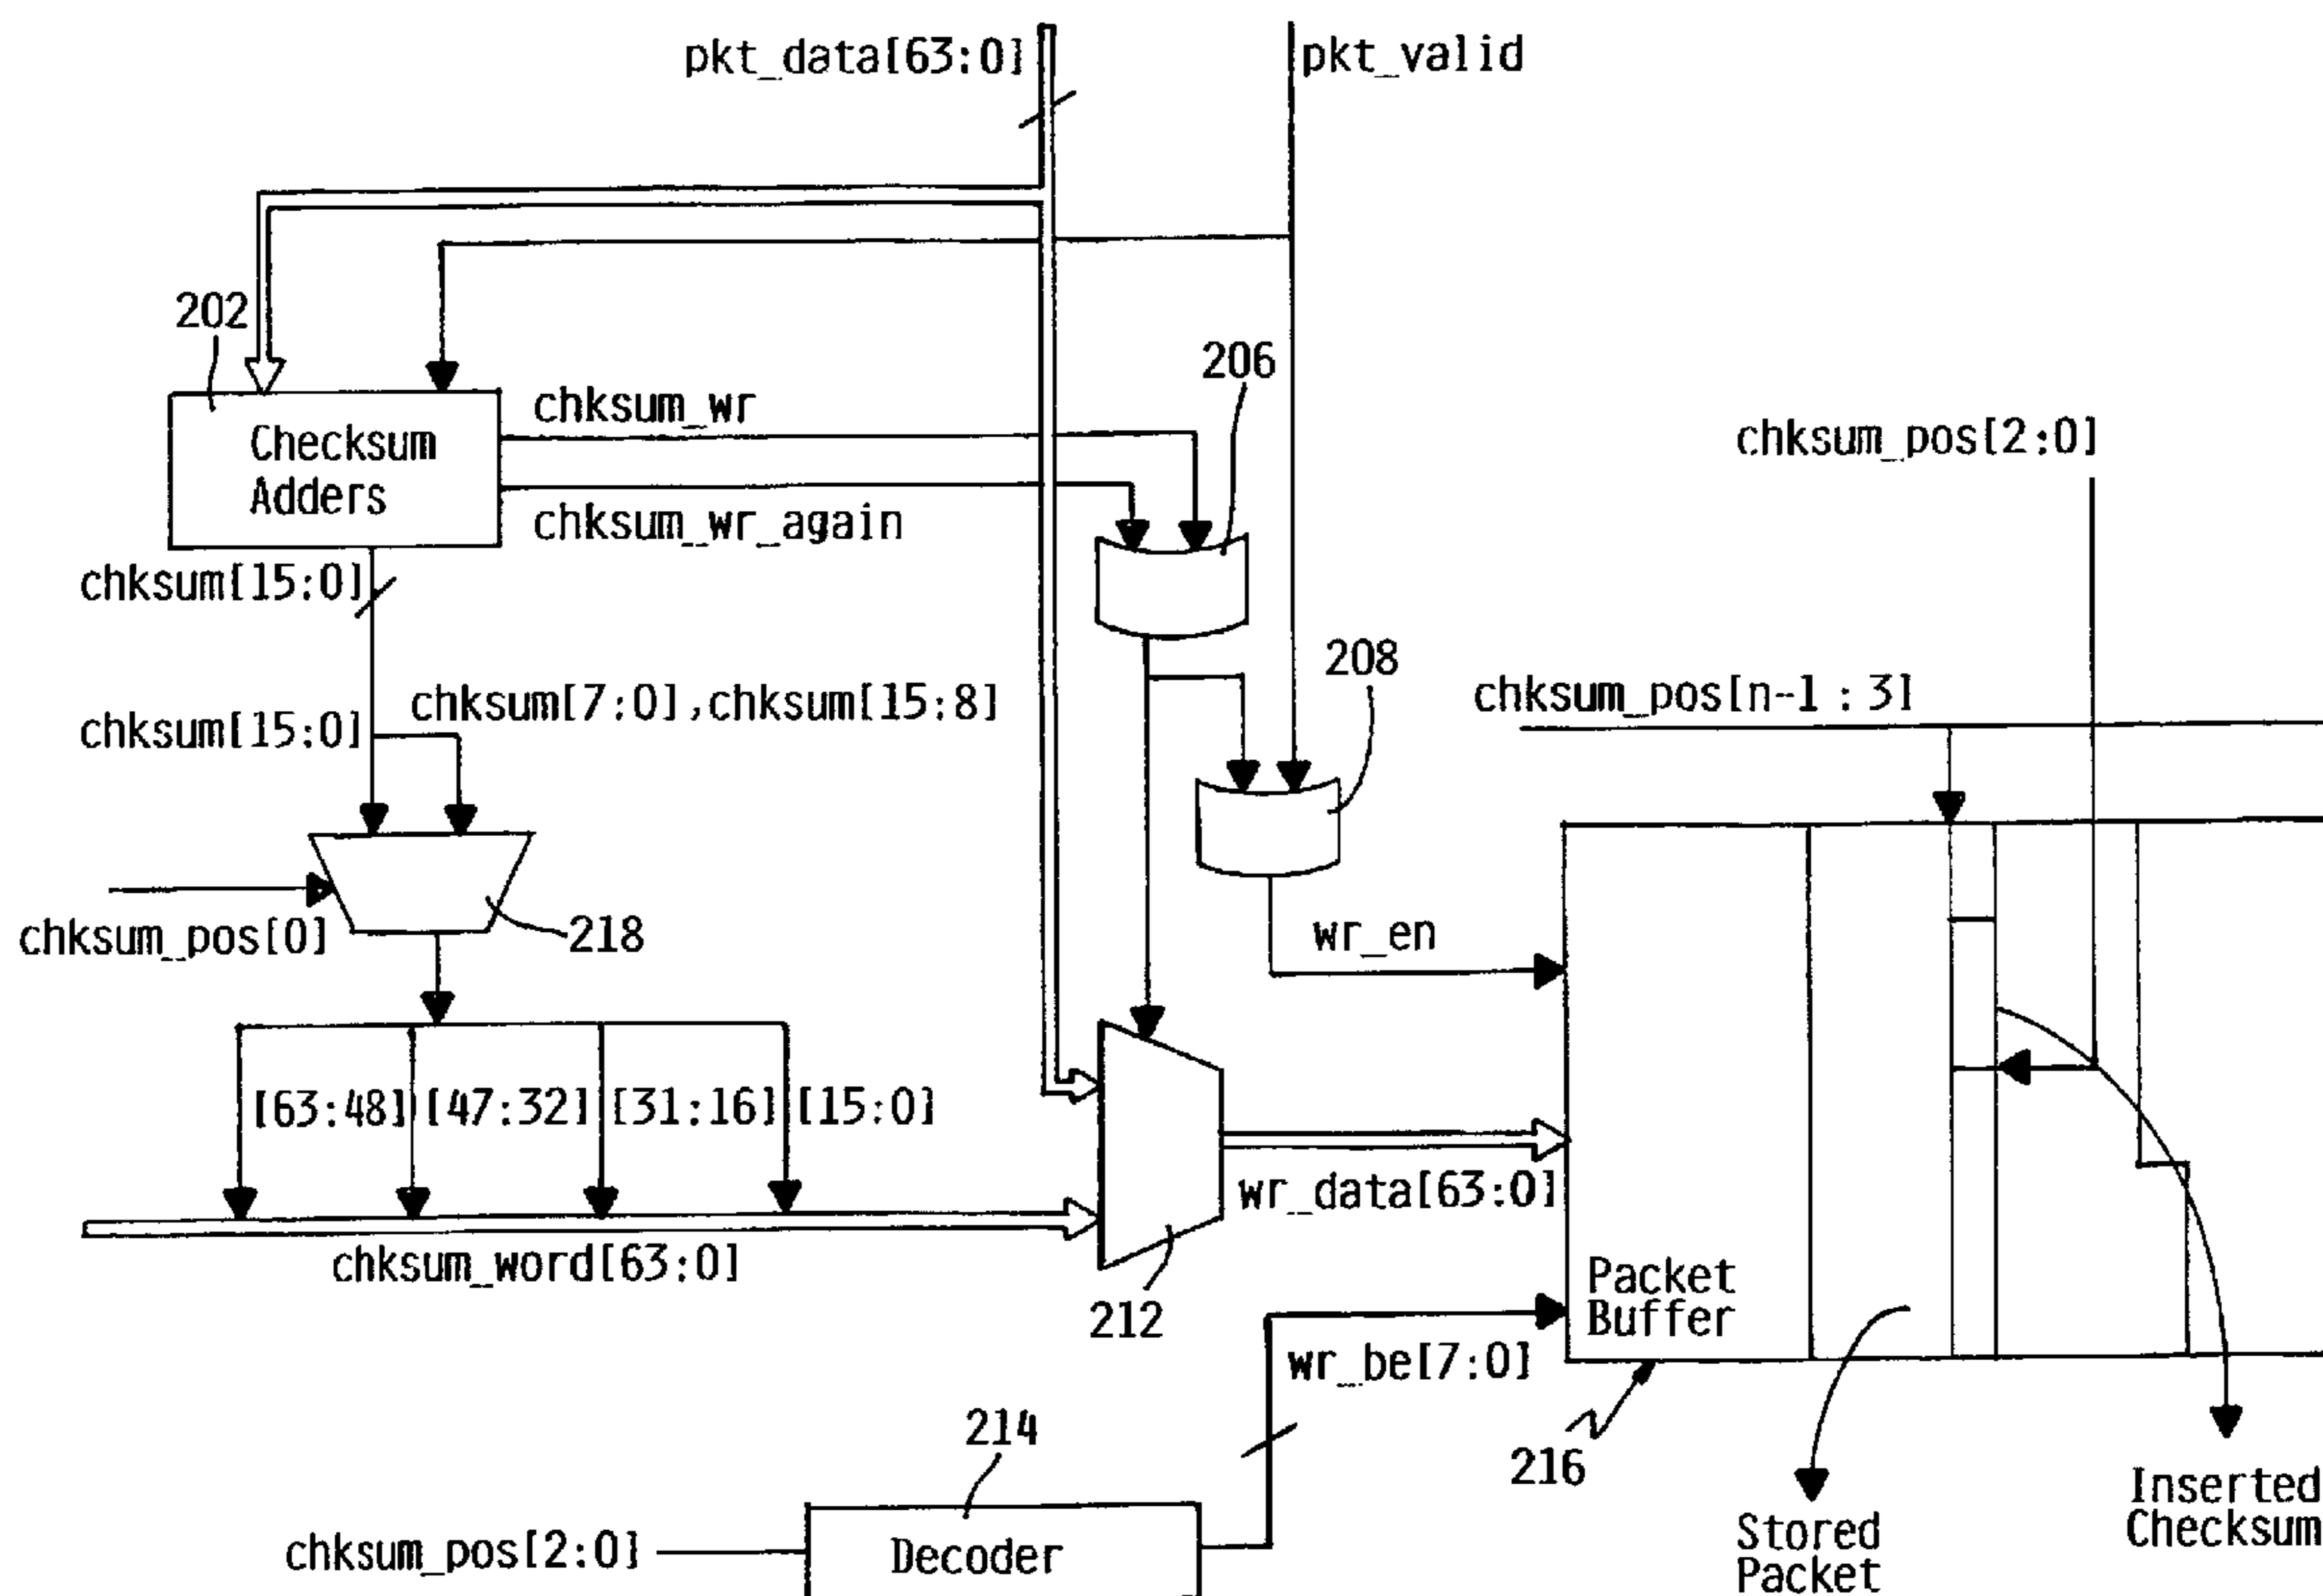 pkt_data[63:0]
pkt_valid
202
206
chksum_wr
Checksum
Adders
chksum_pos[2:0]
chksum_wr_again
chksum[15:0]
208
chksum[7:0],chksum[15:8]
chksum_pos[n-1 : 3]
chksum[15:0]
chksum_pos[0]
218
wr_en
[63:48]
[47:32]
[31:16]
[15:0]
wr_data[63:0]
chksum_word[63:0]
Packet
Buffer
212
wr_be[7:0]
214
216
Inserted
Checksum
Stored
Packet
chksum_pos[2:0]
Decoder